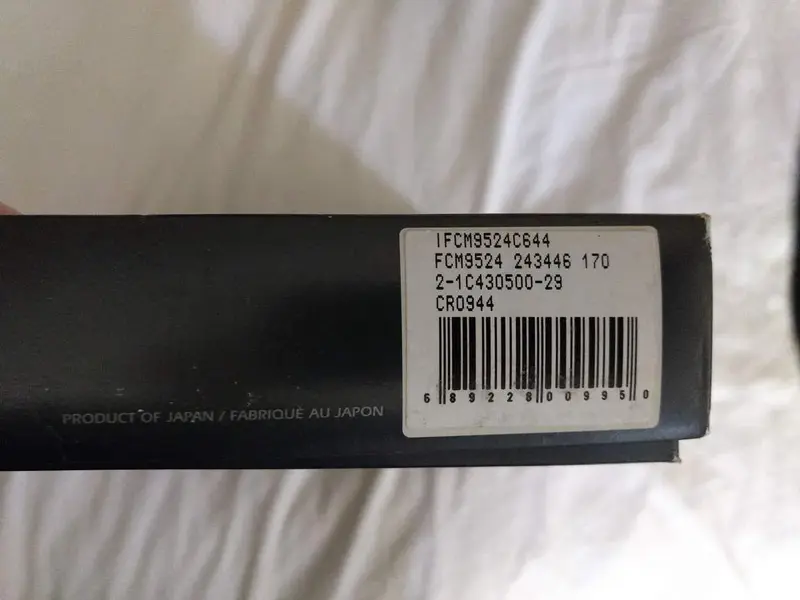 IFCM9524C644
FCM9524 243446 170
2-1C430500-29
CR0944
6 89228 00995 0
PRODUCT OF JAPAN / FABRIQUÉ AU JAPON